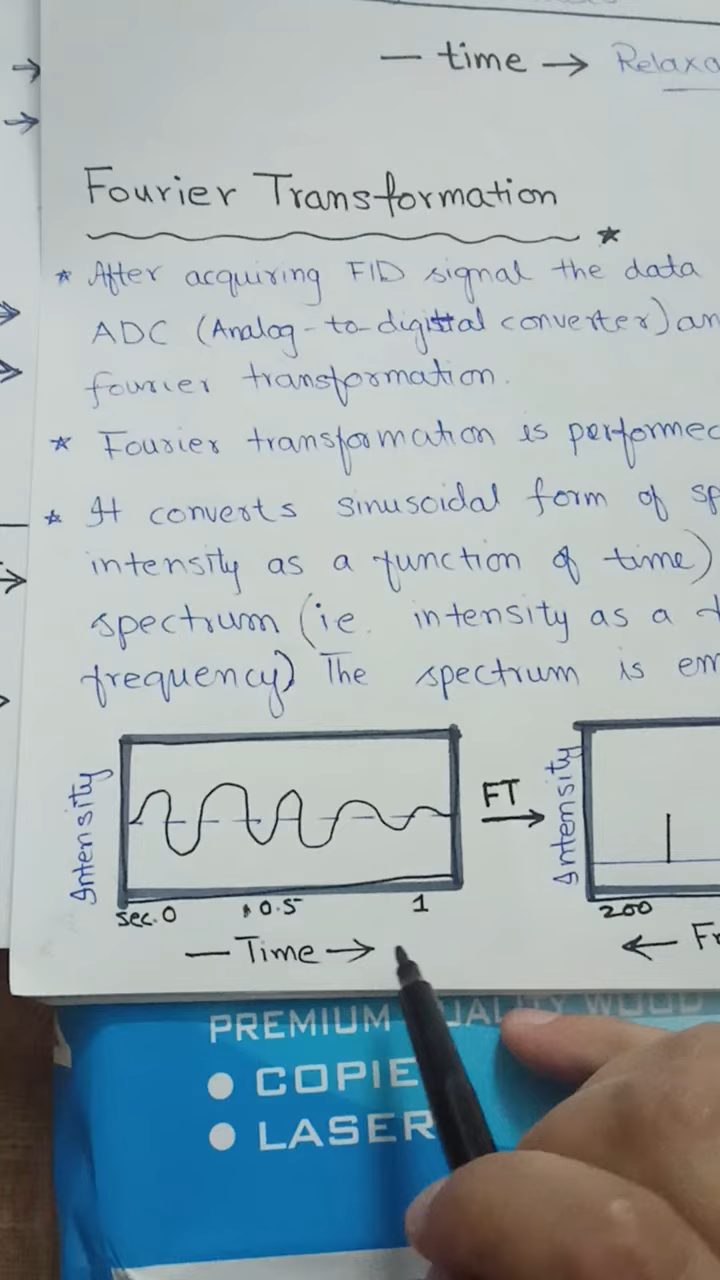 — time → Relaxa
Fourier Transformation
* After acquiring FID signal the data
ADC (Analog-to-digital converter) an
fourier transformation.
* Fourier transformation is performed
* It converts sinusoidal form of sp
intensity as a function of time)
spectrum (i.e. intensity as a f
frequency) The spectrum is em
Intensity
sec. 0 0.5 1
— Time →
FT
Intensity
200
← Fr
PREMIUM QUALITY WOOD
• COPIE
• LASER